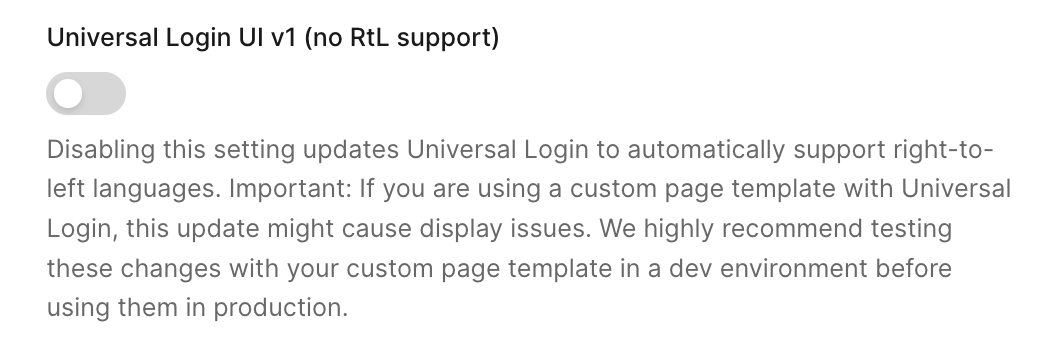 Universal Login UI v1 (no RtL support)
Disabling this setting updates Universal Login to automatically support right-to-
left languages. Important: If you are using a custom page template with Universal
Login, this update might cause display issues. We highly recommend testing
these changes with your custom page template in a dev environment before
using them in production.